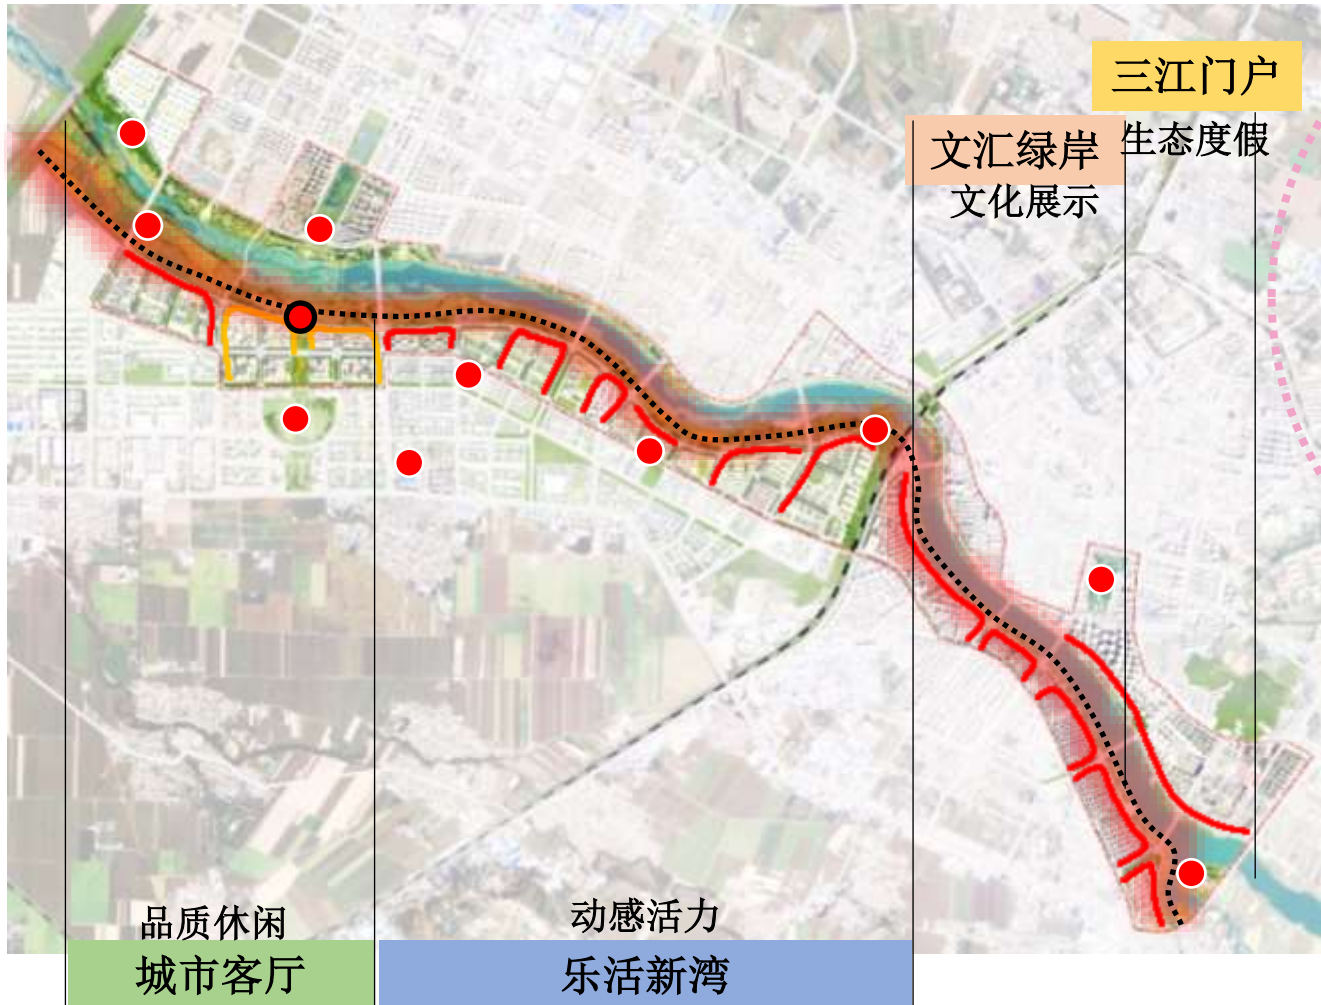 三江门户
生态度假
文汇绿岸
文化展示
品质休闲
城市客厅
动感活力
乐活新湾